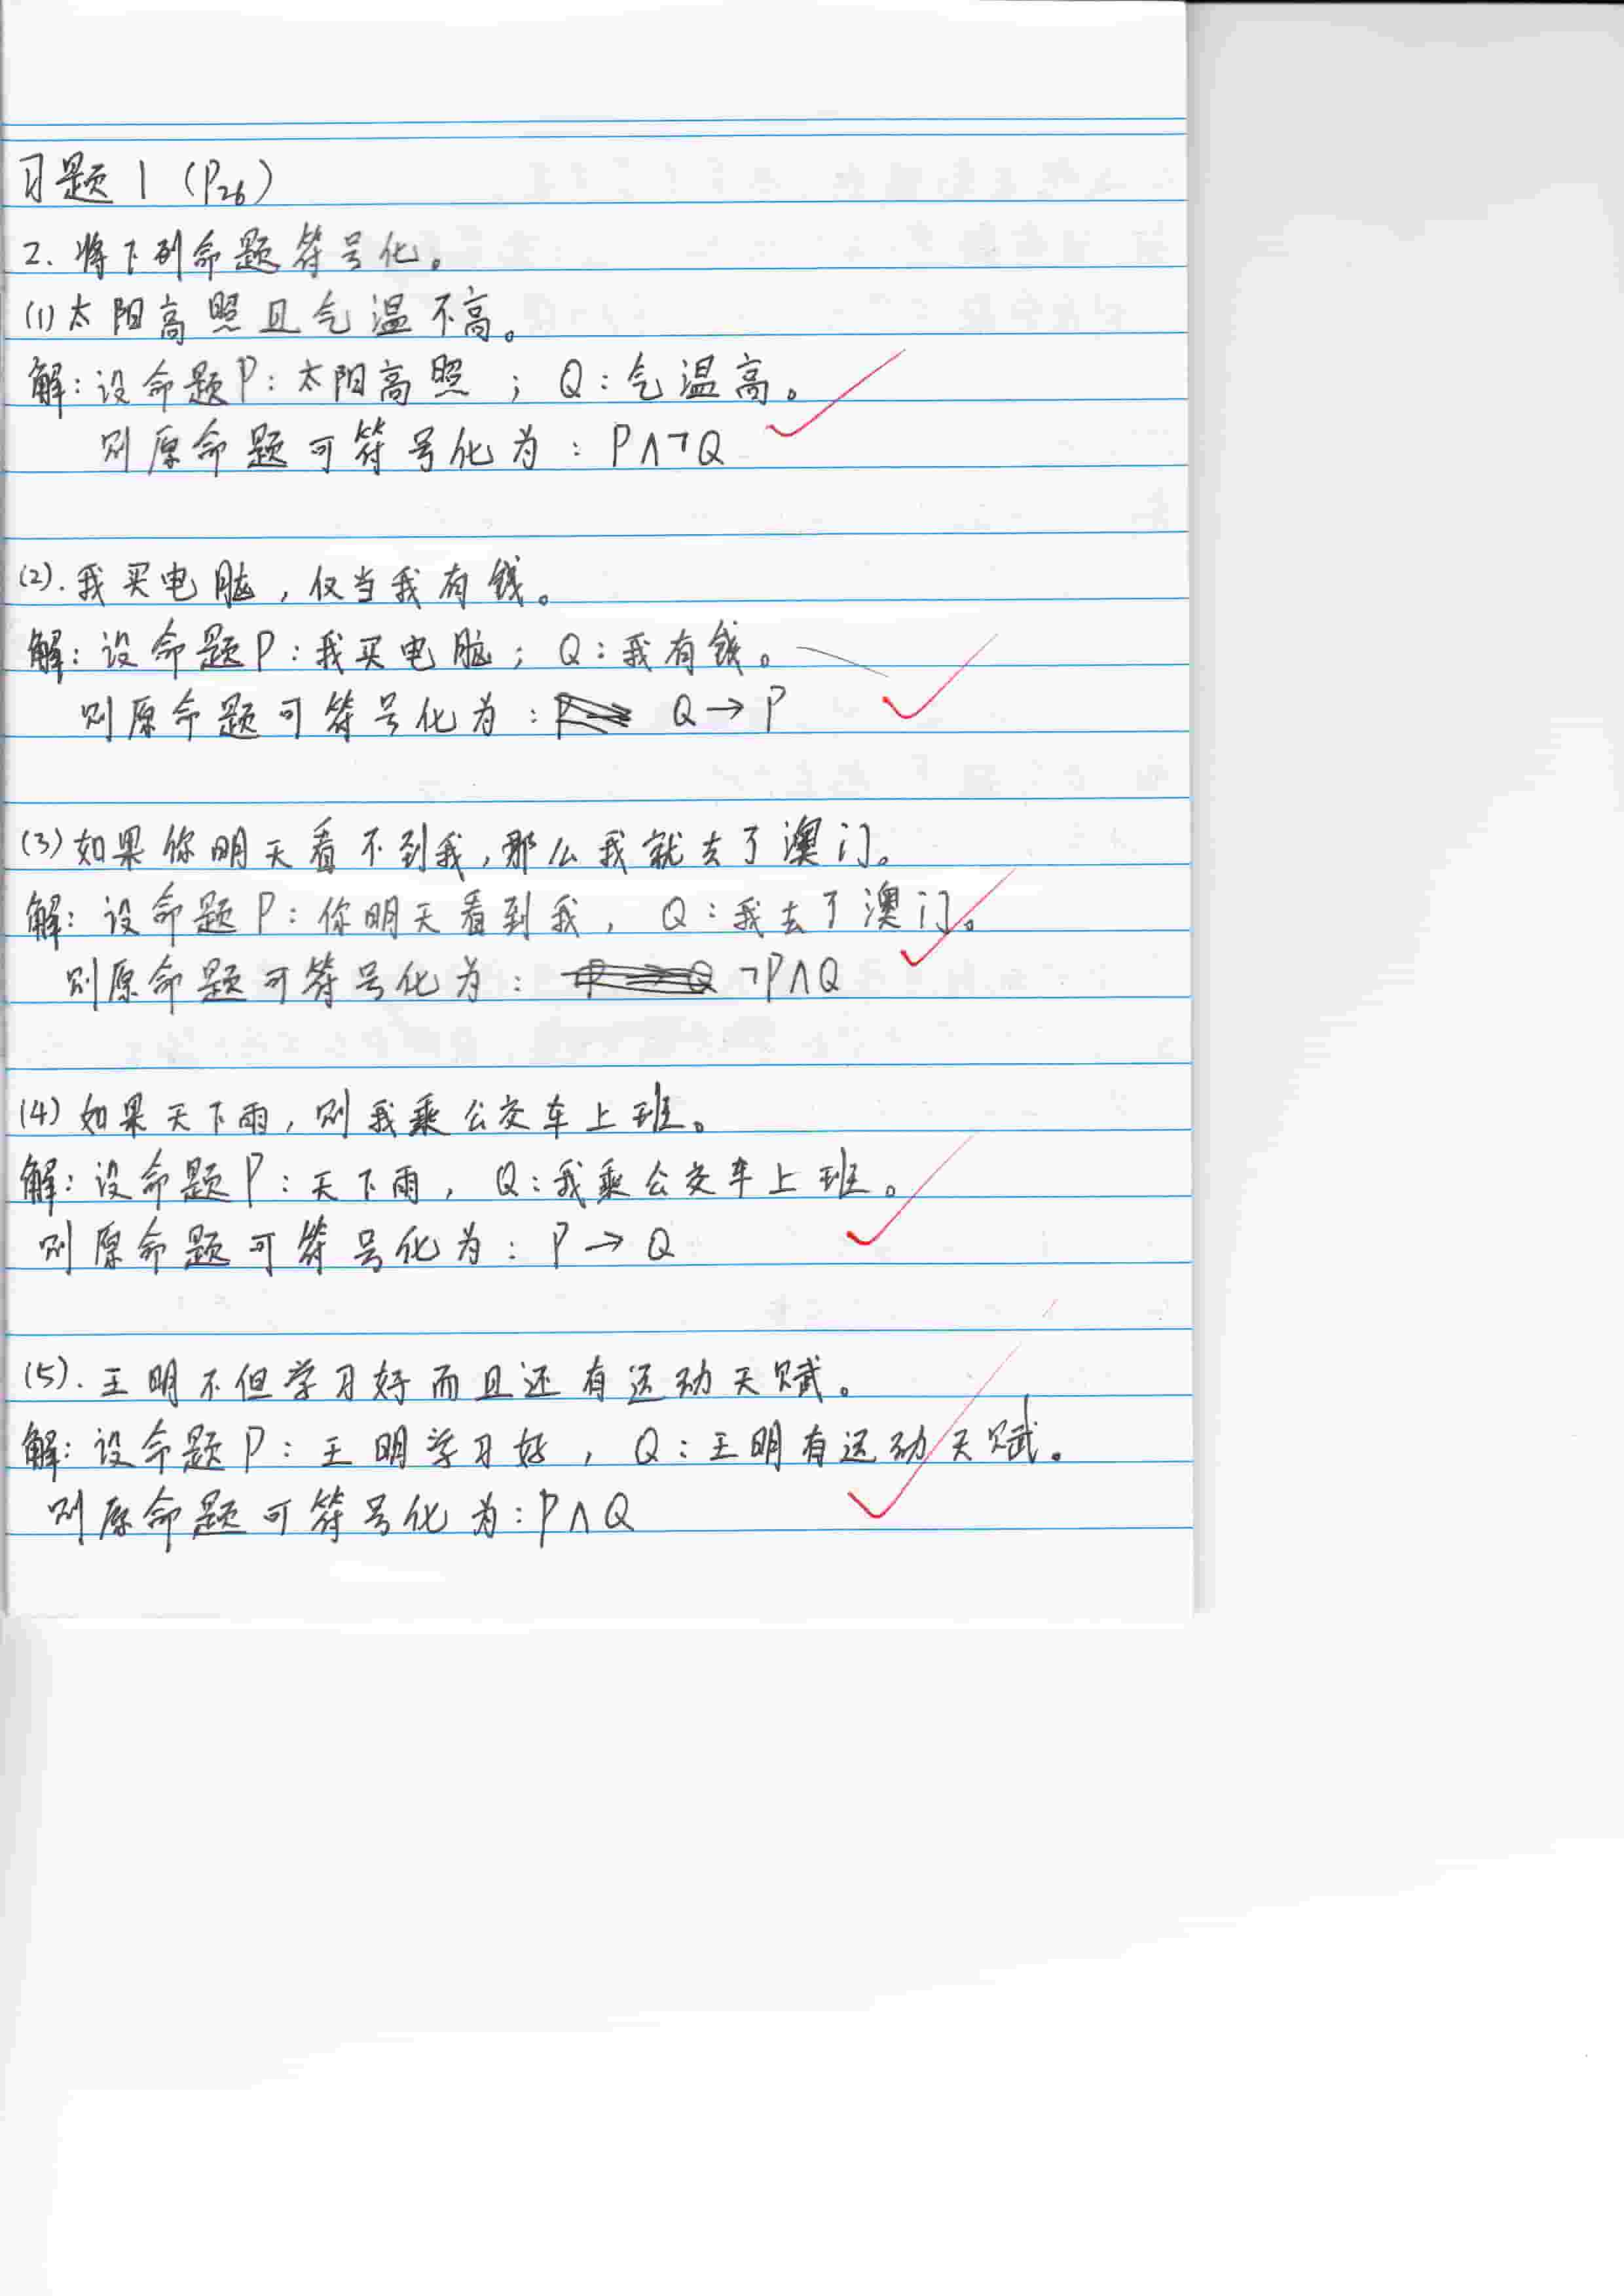 习题1 (P26)
2. 将下列命题符号化。
(1) 太阳高照且气温不高。
解：设命题P：太阳高照；Q：气温高。
则原命题可符号化为：P∧¬Q
(2). 我买电脑，仅当我有钱。
解：设命题P：我买电脑；Q：我有钱。
则原命题可符号化为：Q→P
(3) 如果你明天看不到我，那么我就去了澳门。
解：设命题P：你明天看到我，Q：我去了澳门。
则原命题可符号化为：¬P∧Q
(4) 如果天下雨，则我乘公交车上班。
解：设命题P：天下雨，Q：我乘公交车上班。
则原命题可符号化为：P→Q
(5). 王明不但学习好而且还有运动天赋。
解：设命题P：王明学习好，Q：王明有运动天赋。
则原命题可符号化为：P∧Q